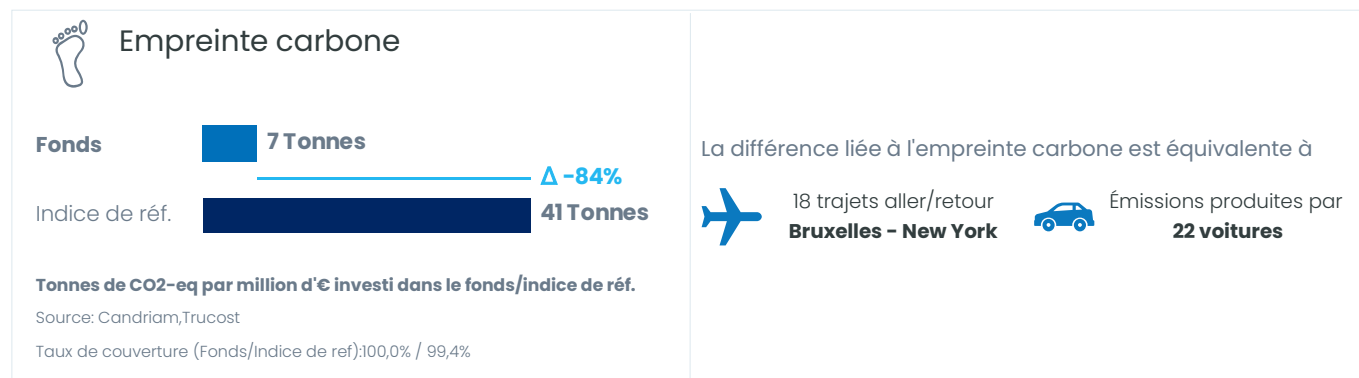 Empreinte carbone
Fonds
7 Tonnes
Δ -84%
Indice de réf.
41 Tonnes
Tonnes de CO2-eq par million d'€ investi dans le fonds/indice de réf.
Source: Candriam,Trucost
Taux de couverture (Fonds/Indice de ref):100,0% / 99,4%
La différence liée à l'empreinte carbone est équivalente à
18 trajets aller/retour
Bruxelles - New York
Émissions produites par
22 voitures